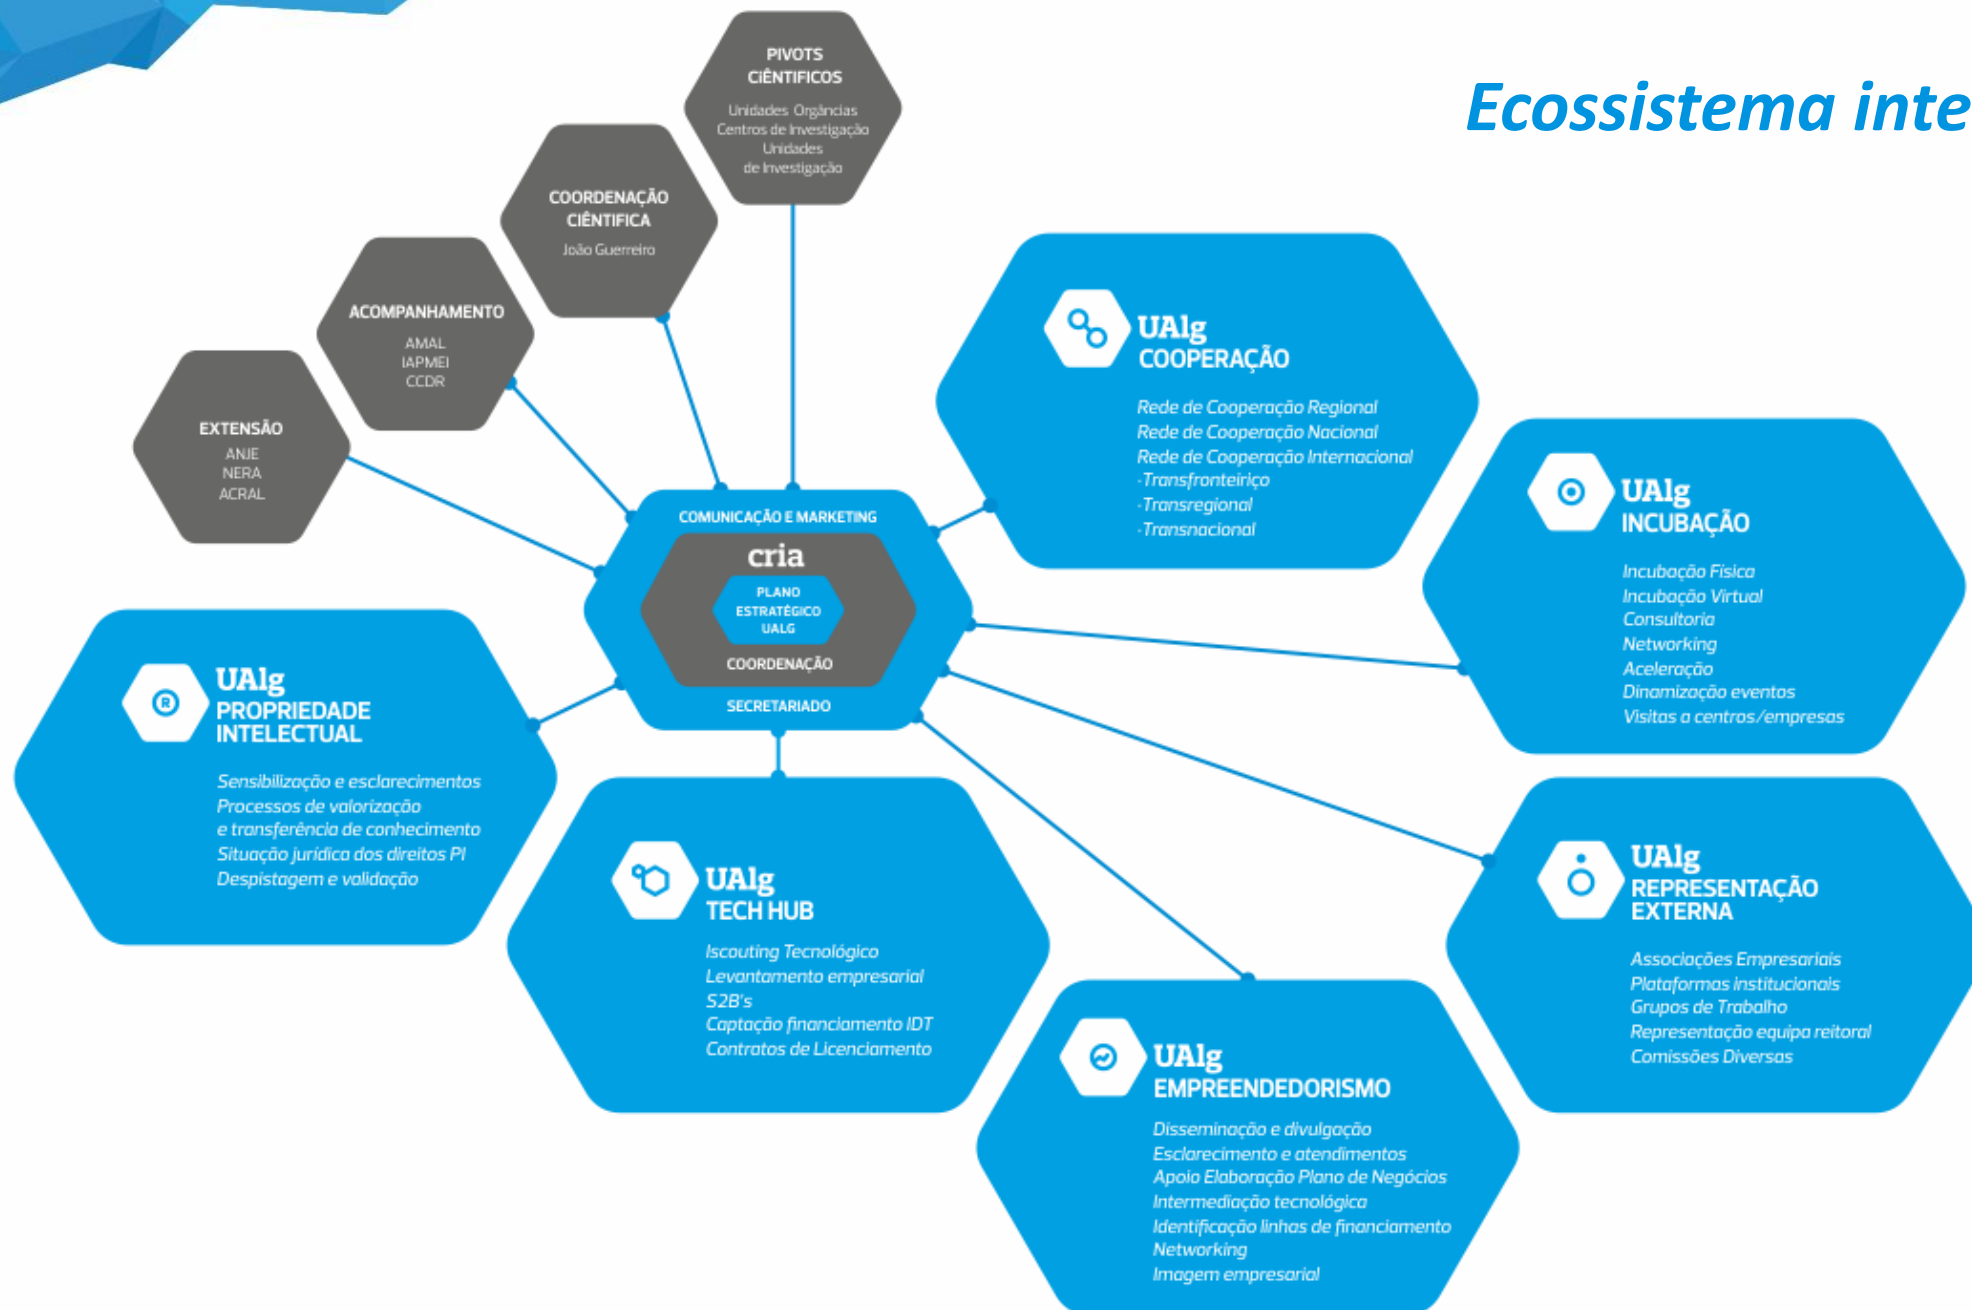 Ecossistema inte
PIVOTS
CIÊNTIFICOS
Unidades Orgâncias
Centros de Investigação
Unidades
de Investigação
COORDENAÇÃO
CIÊNTIFICA
João Guerreiro
ACOMPANHAMENTO
AMAL
IAPMEI
CCDR
EXTENSÃO
ANJE
NERA
ACRAL
COMUNICAÇÃO E MARKETING
cria
PLANO
ESTRATÉGICO
UALG
COORDENAÇÃO
SECRETARIADO
UAlg
COOPERAÇÃO
Rede de Cooperação Regional
Rede de Cooperação Nacional
Rede de Cooperação Internacional
-Transfronteiriço
-Transregional
-Transnacional
UAlg
INCUBAÇÃO
Incubação Física
Incubação Virtual
Consultoria
Networking
Aceleração
Dinamização eventos
Visitas a centros/empresas
R
UAlg
PROPRIEDADE
INTELECTUAL
Sensibilização e esclarecimentos
Processos de valorização
e transferência de conhecimento
Situação jurídica dos direitos PI
Despistagem e validação
UAlg
TECH HUB
Iscouting Tecnológico
Levantamento empresarial
S2B's
Captação financiamento IDT
Contratos de Licenciamento
UAlg
REPRESENTAÇÃO
EXTERNA
Associações Empresariais
Plataformas institucionais
Grupos de Trabalho
Representação equipa reitoral
Comissões Diversas
UAlg
EMPREENDEDORISMO
Disseminação e divulgação
Esclarecimento e atendimentos
Apoio Elaboração Plano de Negócios
Intermediação tecnológica
Identificação linhas de financiamento
Networking
Imagem empresarial